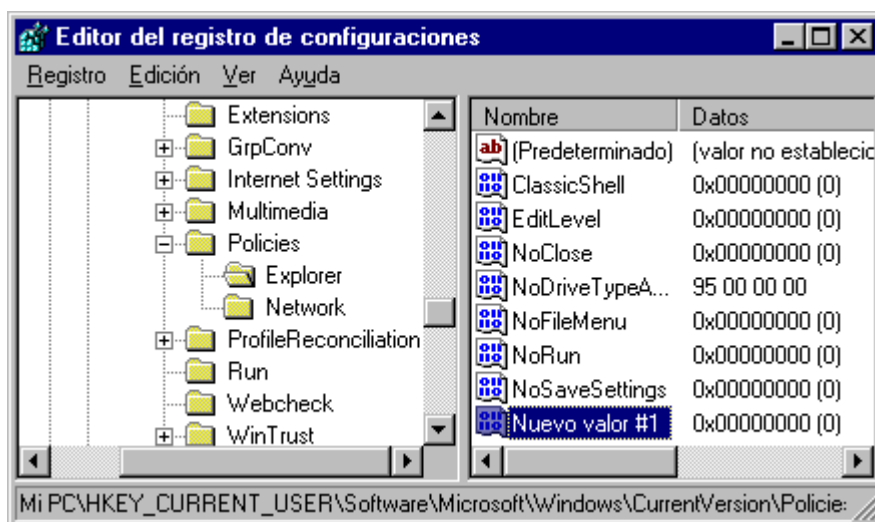 Editor del registro de configuraciones
Registro Edición Ver Ayuda
Extensions
GrpConv
Internet Settings
Multimedia
Policies
Explorer
Network
ProfileReconciliation
Run
Webcheck
WinTrust
Nombre Datos
(Predeterminado) (valor no establecic
ClassicShell 0x00000000 (0)
EditLevel 0x00000000 (0)
NoClose 0x00000000 (0)
NoDriveTypeA... 95 00 00 00
NoFileMenu 0x00000000 (0)
NoRun 0x00000000 (0)
NoSaveSettings 0x00000000 (0)
Nuevo valor #1 0x00000000 (0)
Mi PC\HKEY_CURRENT_USER\Software\Microsoft\Windows\CurrentVersion\Policie